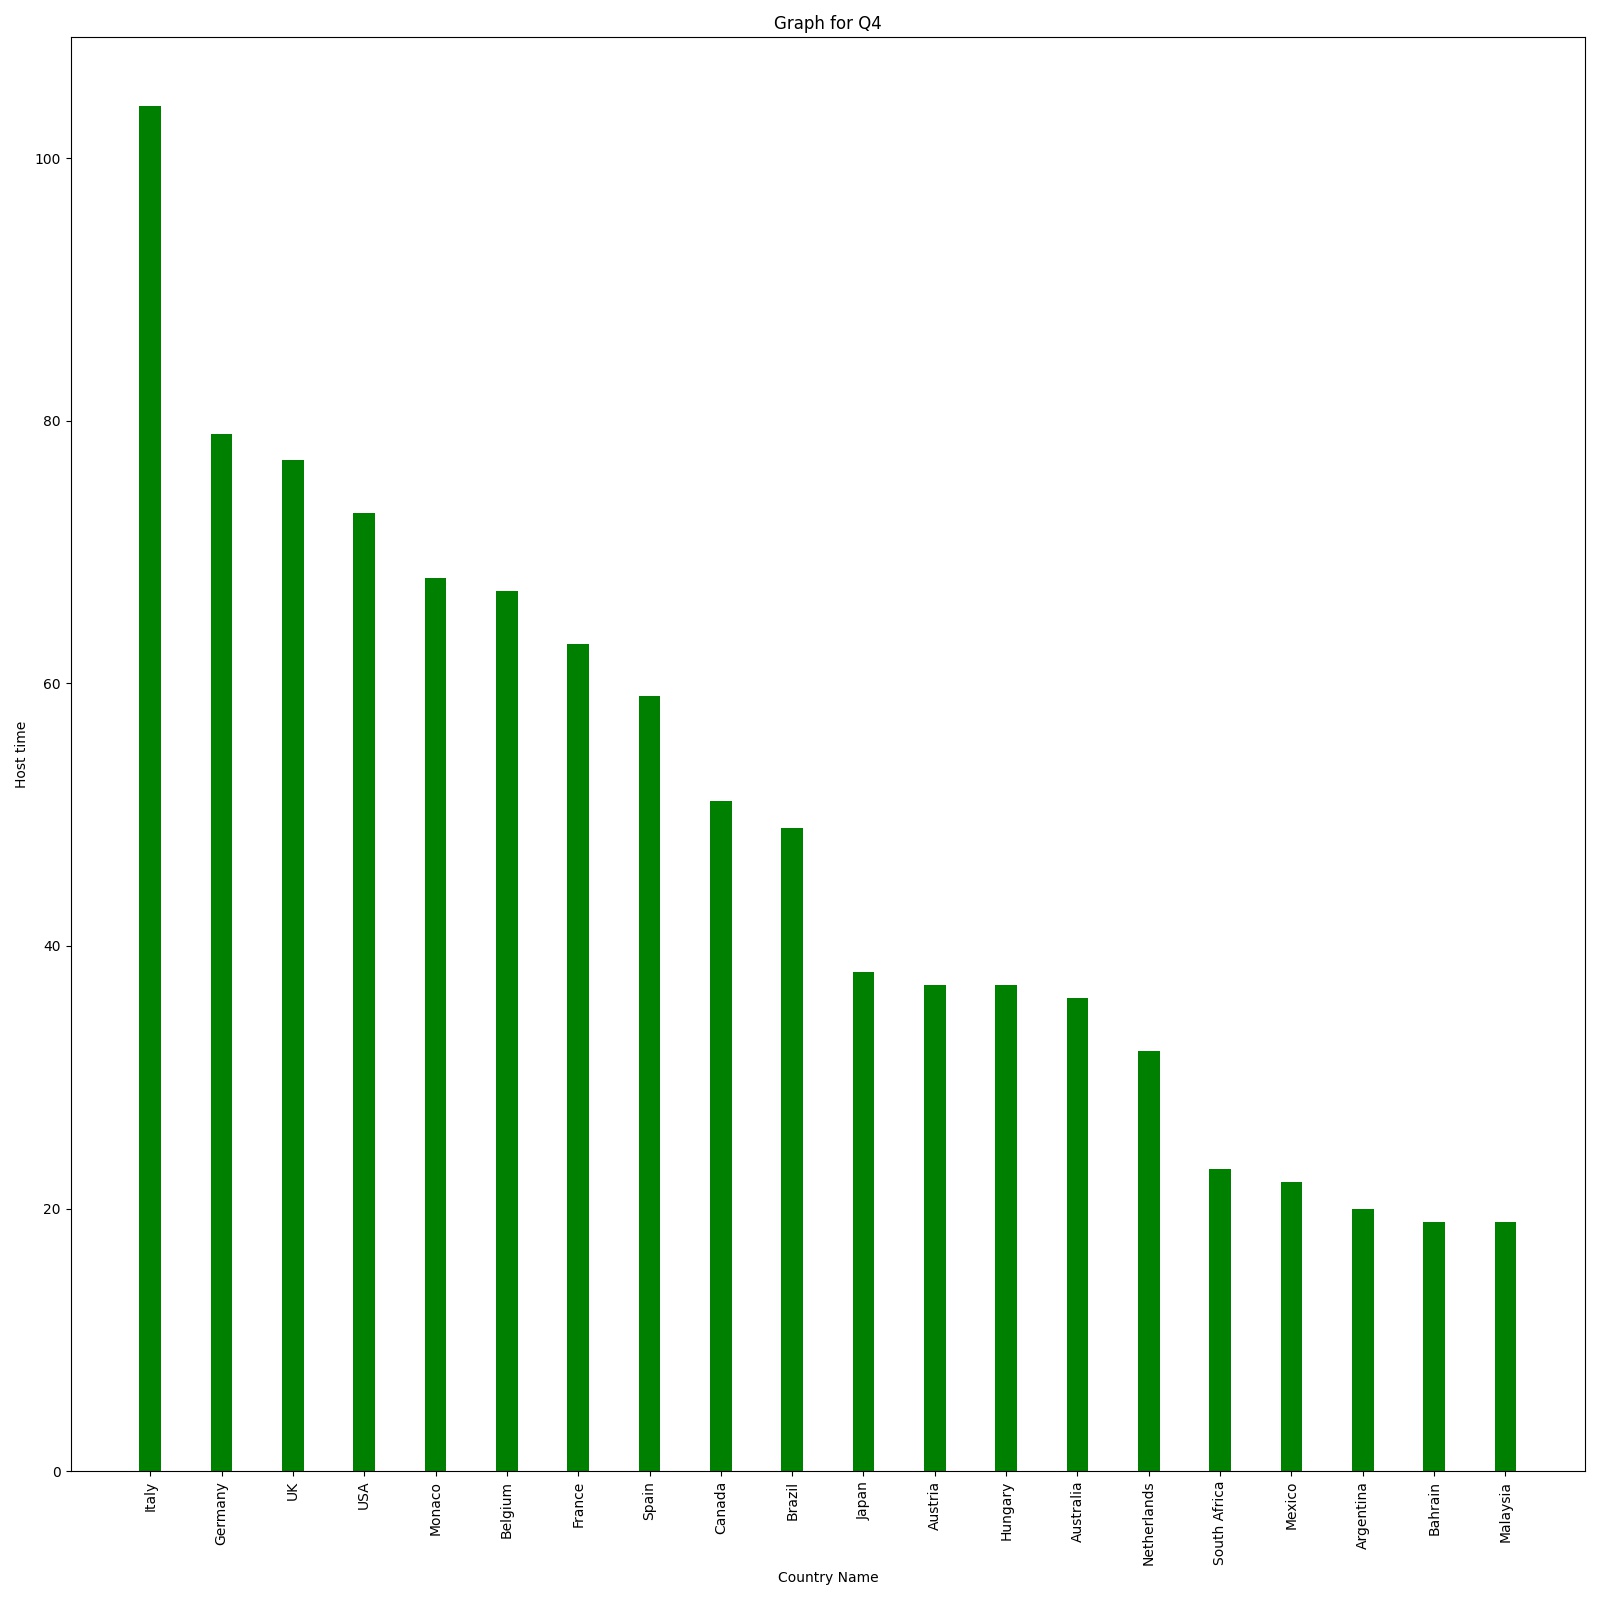 Graph for Q4
100
80
60
40
20
0
Host time
Italy
Germany
UK
USA
Monaco
Belgium
France
Spain
Canada
Brazil
Japan
Austria
Hungary
Australia
Netherlands
South Africa
Mexico
Argentina
Bahrain
Malaysia
Country Name